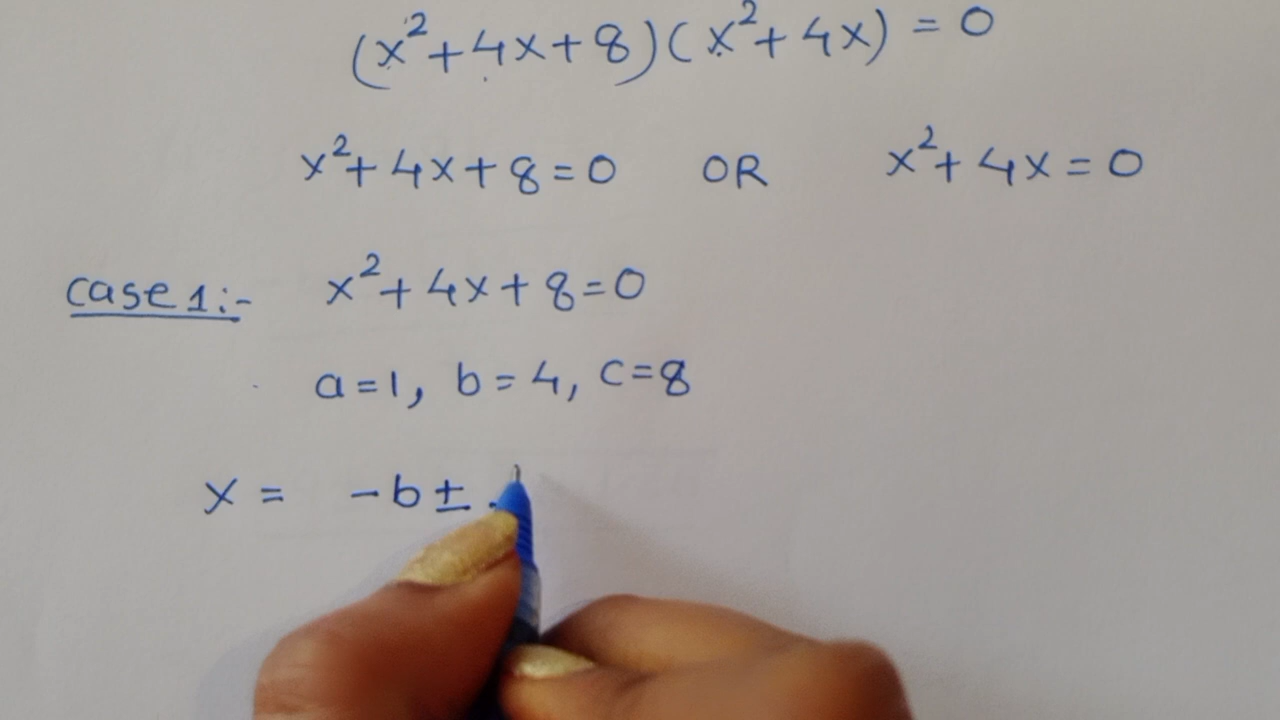 (x²+4x+8)(x²+4x) = 0
x²+4x+8=0 OR x²+4x=0
case 1:- x²+4x+8=0
a=1, b=4, c=8
x = -b±